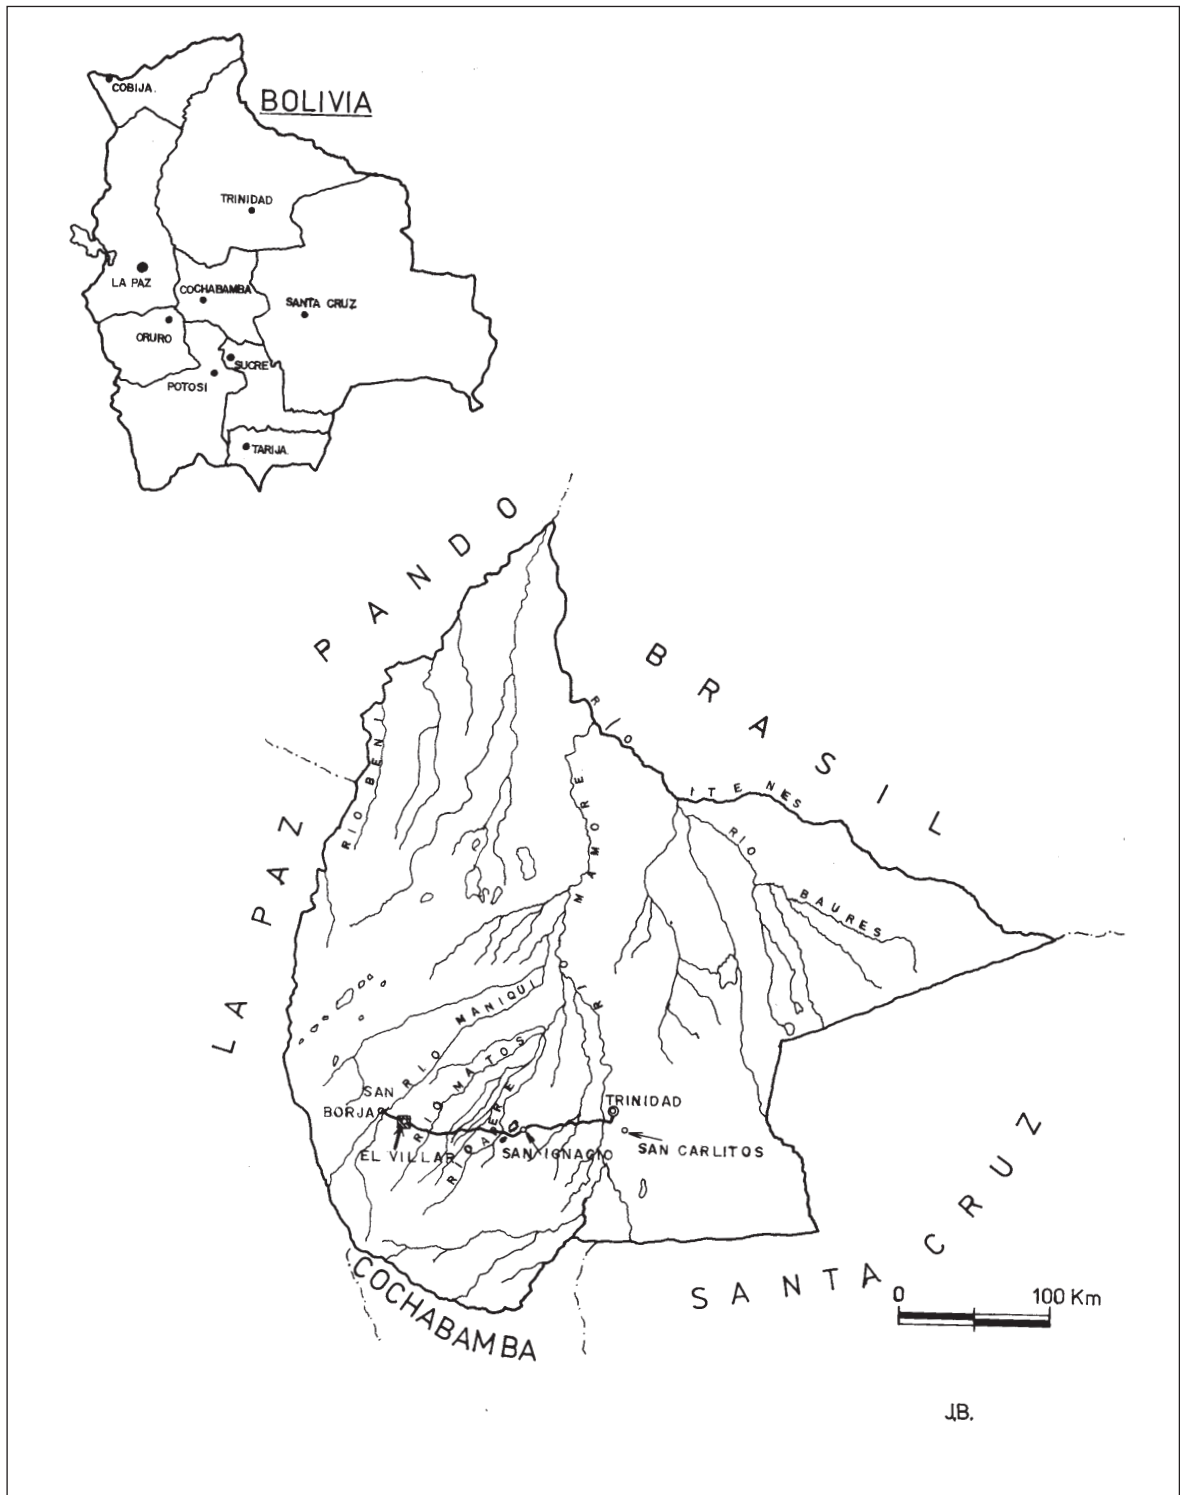 BOLIVIA
COBIJA.
TRINIDAD
LA PAZ
COCHABAMBA
SANTA CRUZ
ORURO
SUCRE
POTOSI
TARIJA.
PANDO
BRASIL
LA PAZ
RIO BENI
RIO ITENES
RIO MAMORE
RIO BAURES
RIO MANIQUI
RIO MATOS
RIO APERE
SAN
BORJA
TRINIDAD
EL VILLAR
SAN IGNACIO
SAN CARLITOS
SANTA CRUZ
COCHABAMBA
0 100 Km
J.B.